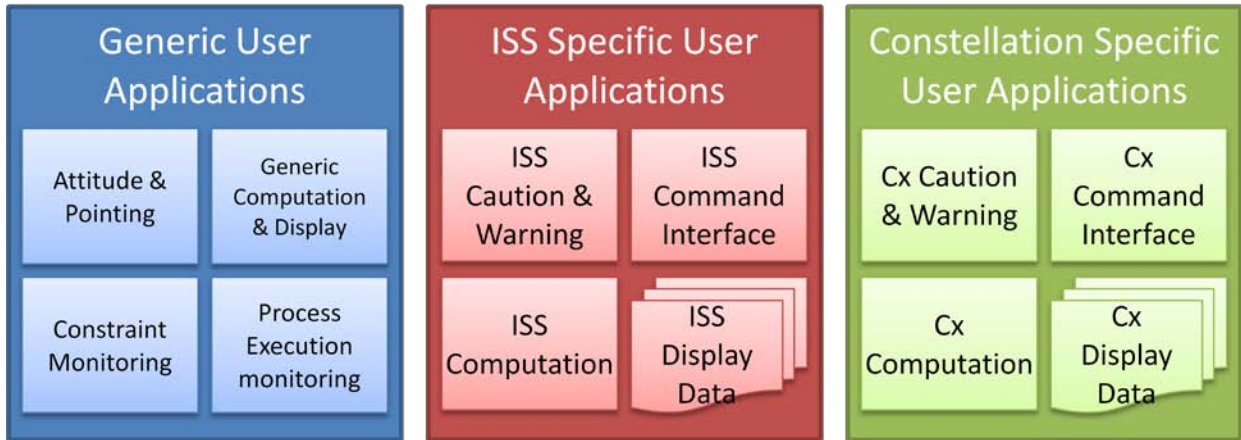 Generic User
Applications
Attitude &
Pointing
Generic
Computation
& Display
Constraint
Monitoring
Process
Execution
monitoring
ISS Specific User
Applications
ISS
Caution &
Warning
ISS
Command
Interface
ISS
Computation
ISS
Display
Data
Constellation Specific
User Applications
Cx Caution
& Warning
Cx
Command
Interface
Cx
Computation
Cx
Display
Data